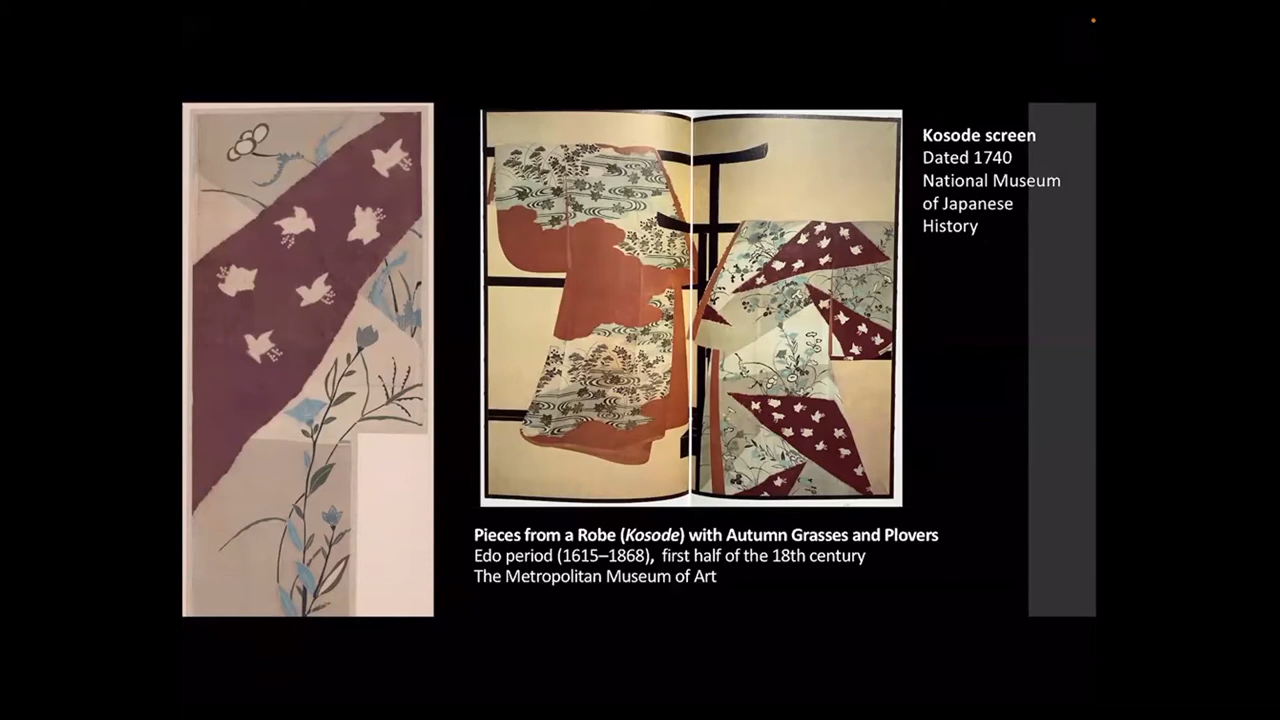 Kosode screen
Dated 1740
National Museum
of Japanese
History
Pieces from a Robe (Kosode) with Autumn Grasses and Plovers
Edo period (1615–1868), first half of the 18th century
The Metropolitan Museum of Art